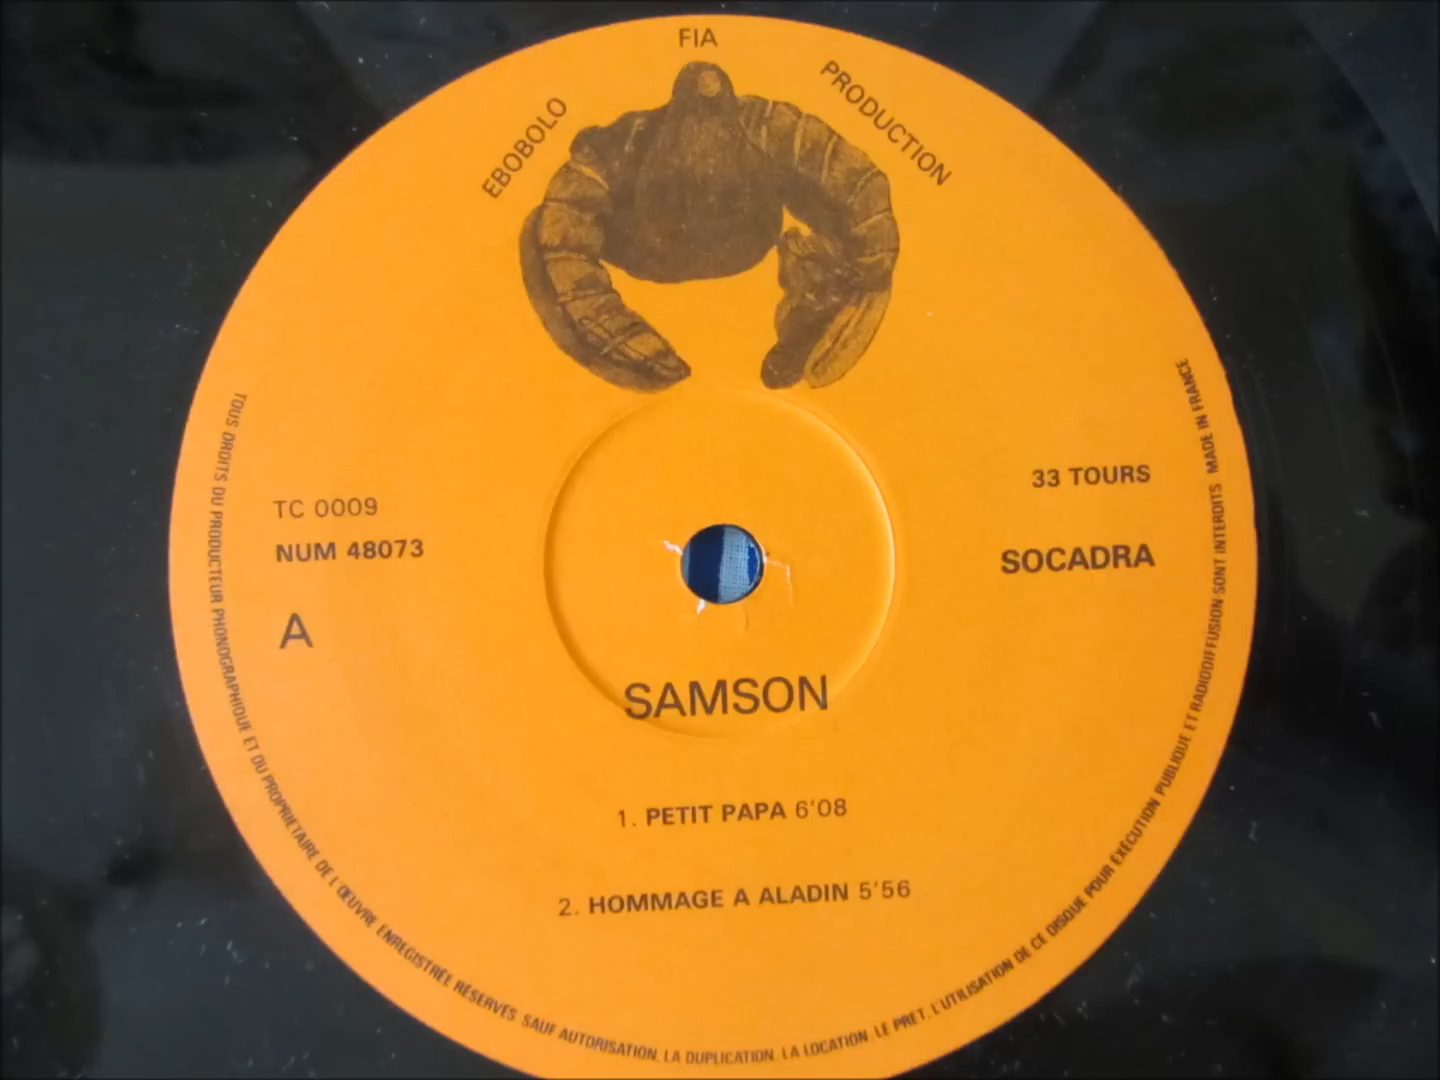 EBOBOLO FIA PRODUCTION
TC 0009
NUM 48073
A
33 TOURS
SOCADRA
SAMSON
1. PETIT PAPA 6'08
2. HOMMAGE A ALADIN 5'56
TOUS DROITS DU PRODUCTEUR PHONOGRAPHIQUE ET DU PROPRIETAIRE DE L'ŒUVRE ENREGISTRÉE RÉSERVÉS SAUF AUTORISATION, LA DUPLICATION, LA LOCATION, LE PRET, L'UTILISATION DE CE DISQUE POUR EXÉCUTION PUBLIQUE ET RADIODIFFUSION SONT INTERDITS MADE IN FRANCE